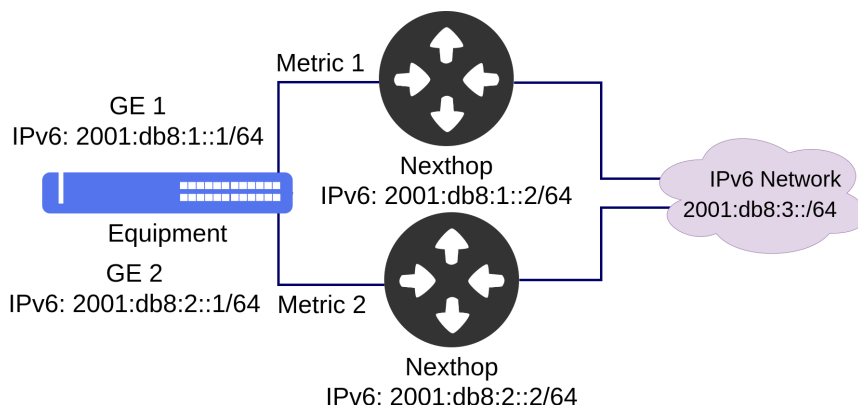 Metric 1
GE 1
IPv6: 2001:db8:1::1/64
Nexthop
IPv6: 2001:db8:1::2/64
IPv6 Network
2001:db8:3::/64
Equipment
GE 2
IPv6: 2001:db8:2::1/64
Metric 2
Nexthop
IPv6: 2001:db8:2::2/64